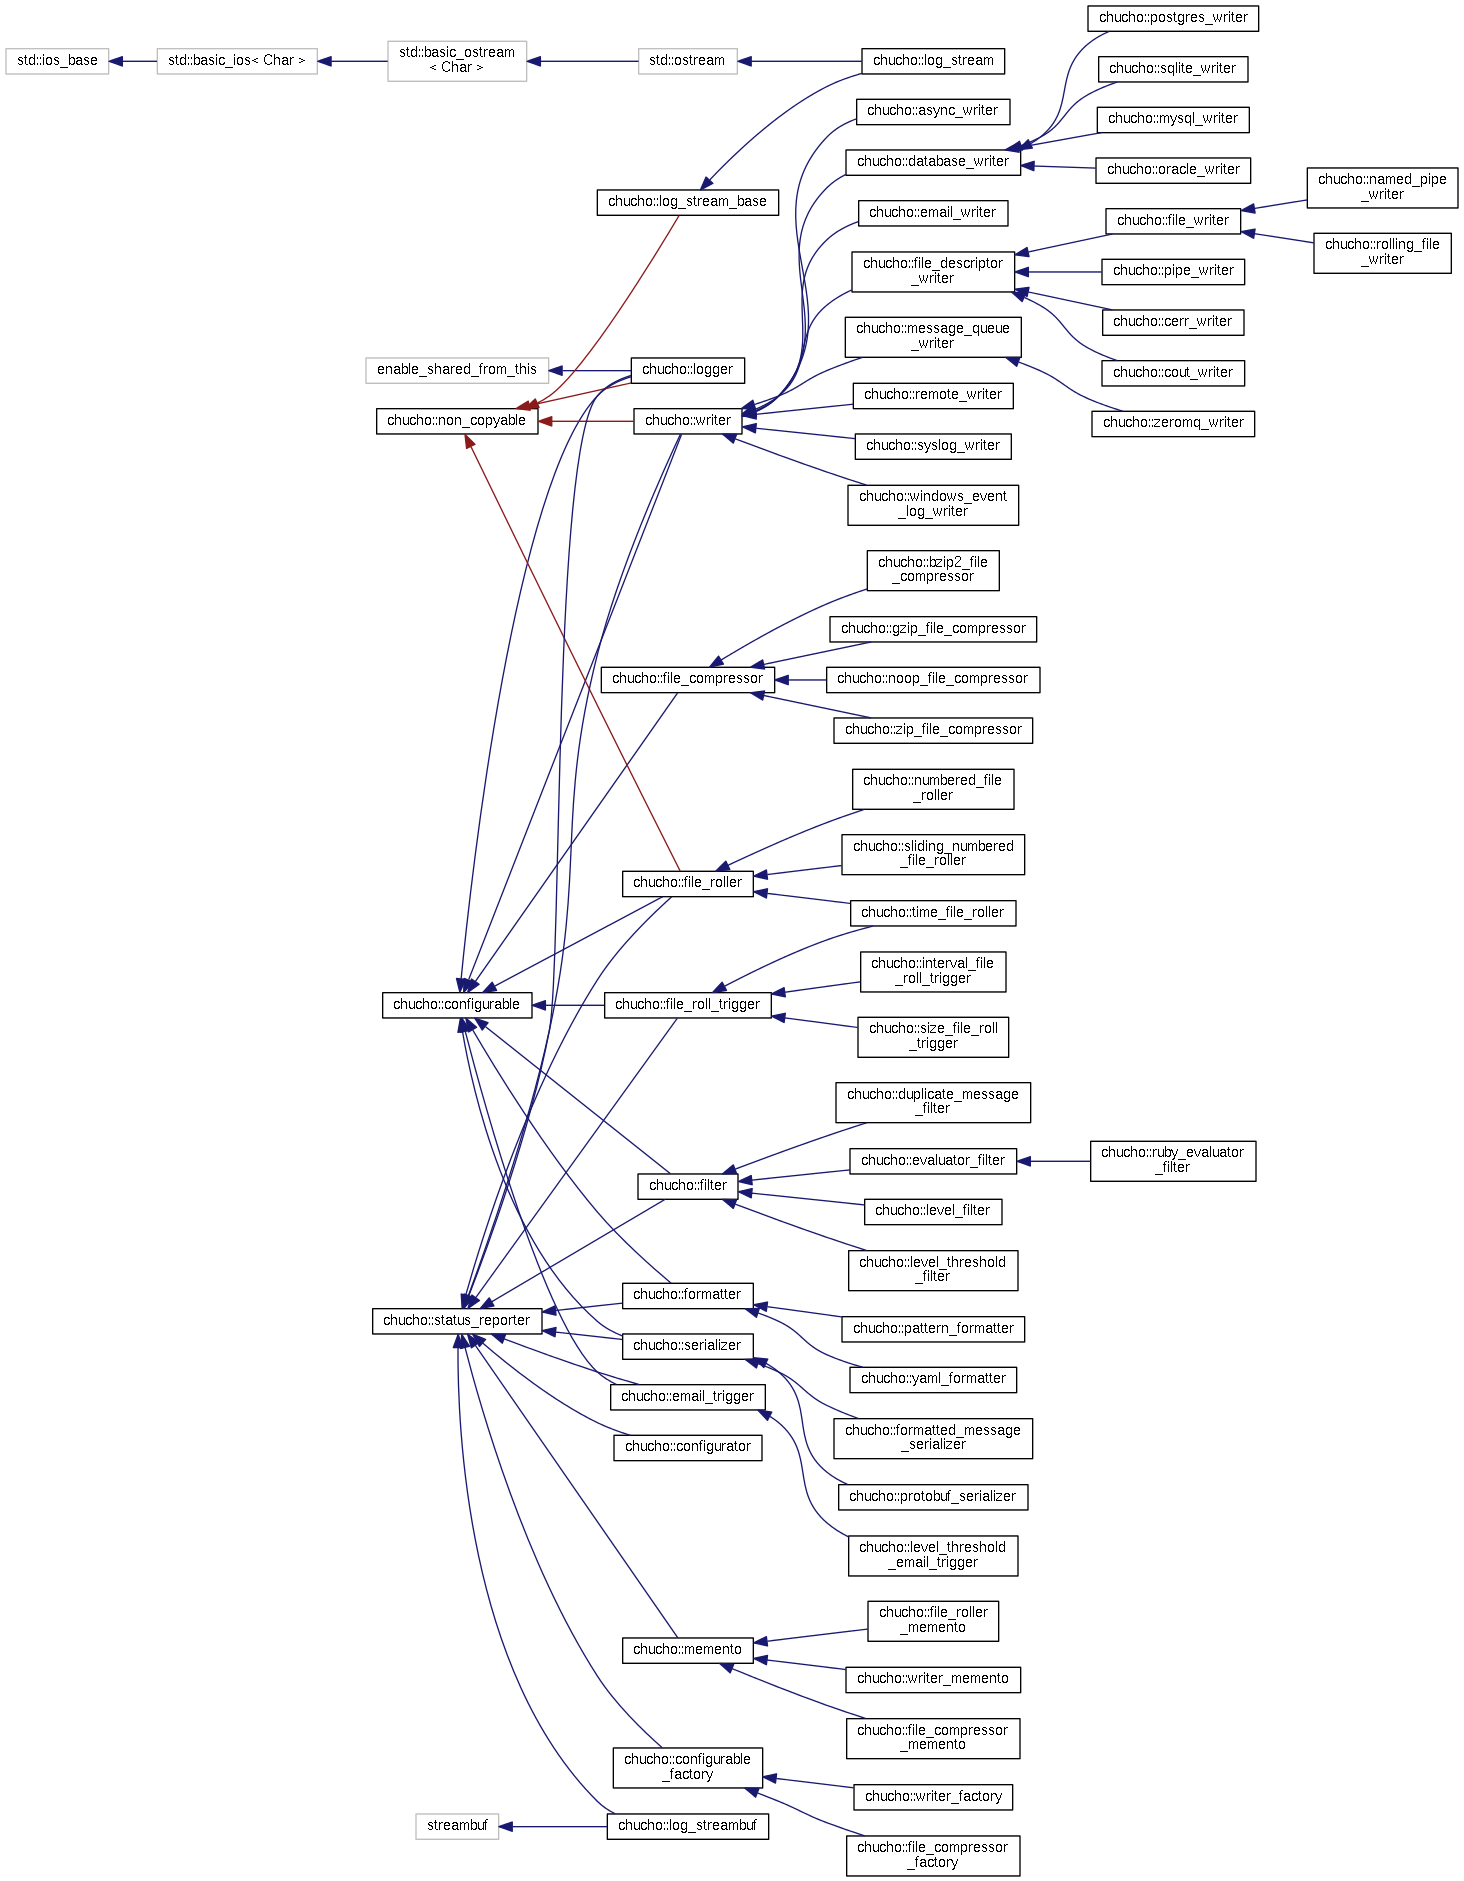 chucho::postgres_writer
std::ios_base
std::basic_ios< Char >
std::basic_ostream
< Char >
std::ostream
chucho::log_stream
chucho::sqlite_writer
chucho::async_writer
chucho::mysql_writer
chucho::database_writer
chucho::oracle_writer
chucho::named_pipe
_writer
chucho::log_stream_base
chucho::email_writer
chucho::file_writer
chucho::rolling_file
_writer
chucho::file_descriptor
_writer
chucho::pipe_writer
chucho::cerr_writer
chucho::message_queue
_writer
chucho::cout_writer
enable_shared_from_this
chucho::logger
chucho::remote_writer
chucho::non_copyable
chucho::writer
chucho::zeromq_writer
chucho::syslog_writer
chucho::windows_event
_log_writer
chucho::bzip2_file
_compressor
chucho::gzip_file_compressor
chucho::file_compressor
chucho::noop_file_compressor
chucho::zip_file_compressor
chucho::numbered_file
_roller
chucho::sliding_numbered
_file_roller
chucho::file_roller
chucho::time_file_roller
chucho::interval_file
_roll_trigger
chucho::configurable
chucho::file_roll_trigger
chucho::size_file_roll
_trigger
chucho::duplicate_message
_filter
chucho::evaluator_filter
chucho::ruby_evaluator
_filter
chucho::filter
chucho::level_filter
chucho::level_threshold
_filter
chucho::formatter
chucho::status_reporter
chucho::pattern_formatter
chucho::serializer
chucho::yaml_formatter
chucho::email_trigger
chucho::formatted_message
_serializer
chucho::configurator
chucho::protobuf_serializer
chucho::level_threshold
_email_trigger
chucho::file_roller
_memento
chucho::memento
chucho::writer_memento
chucho::file_compressor
_memento
chucho::configurable
_factory
chucho::writer_factory
streambuf
chucho::log_streambuf
chucho::file_compressor
_factory